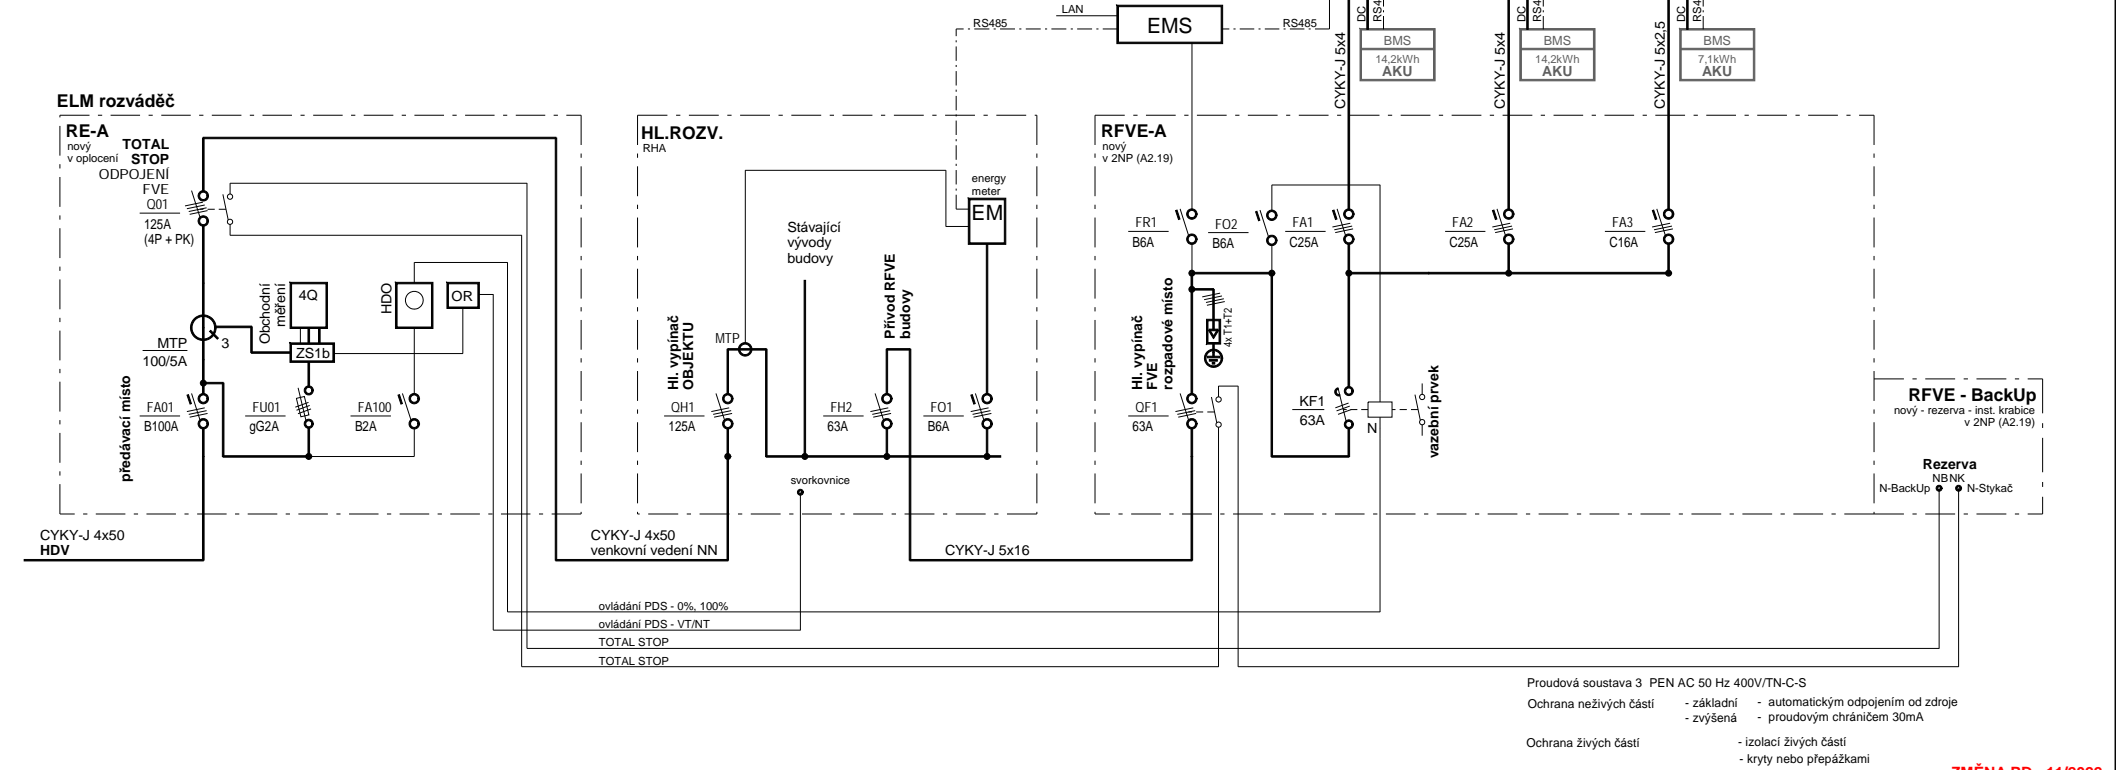 LAN
RS485
EMS
RS485
DC
DC
DC
CYKY-J 5x4
CYKY-J 5x4
CYKY-J 5x2,5
BMS
14,2kWh
AKU
BMS
14,2kWh
AKU
BMS
7,1kWh
AKU
ELM rozváděč
RE-A
nový
v oplocení
TOTAL
STOP
ODPOJENÍ
FVE
Q01
125A
(4P + PK)
MTP
100/5A
3
Obchodní
měření
4Q
ZS1b
HDO
OR
předávací místo
FA01
B100A
FU01
gG2A
FA100
B2A
CYKY-J 4x50
HDV
HL.ROZV.
RHA
energy
meter
EM
Stávající
vývody
budovy
Přívod RFVE
budovy
Hl. vypínač
OBJEKTU
MTP
QH1
125A
FH2
63A
FO1
B6A
svorkovnice
CYKY-J 4x50
venkovní vedení NN
CYKY-J 5x16
RFVE-A
nový
v 2NP (A2.19)
FR1
B6A
FO2
B6A
FA1
C25A
FA2
C25A
FA3
C16A
Hl. vypínač
FVE
rozpadové místo
4x T1+T2
QF1
63A
KF1
63A
N
vazební prvek
RFVE - BackUp
nový - rezerva - inst. krabice
v 2NP (A2.19)
Rezerva
NB NK
N-BackUp
N-Stykač
ovládání PDS - 0%, 100%
ovládání PDS - VT/NT
TOTAL STOP
TOTAL STOP
Proudová soustava 3 PEN AC 50 Hz 400V/TN-C-S
Ochrana neživých částí - základní - automatickým odpojením od zdroje
- zvýšená - proudovým chráničem 30mA
Ochrana živých částí - izolací živých částí
- kryty nebo přepážkami